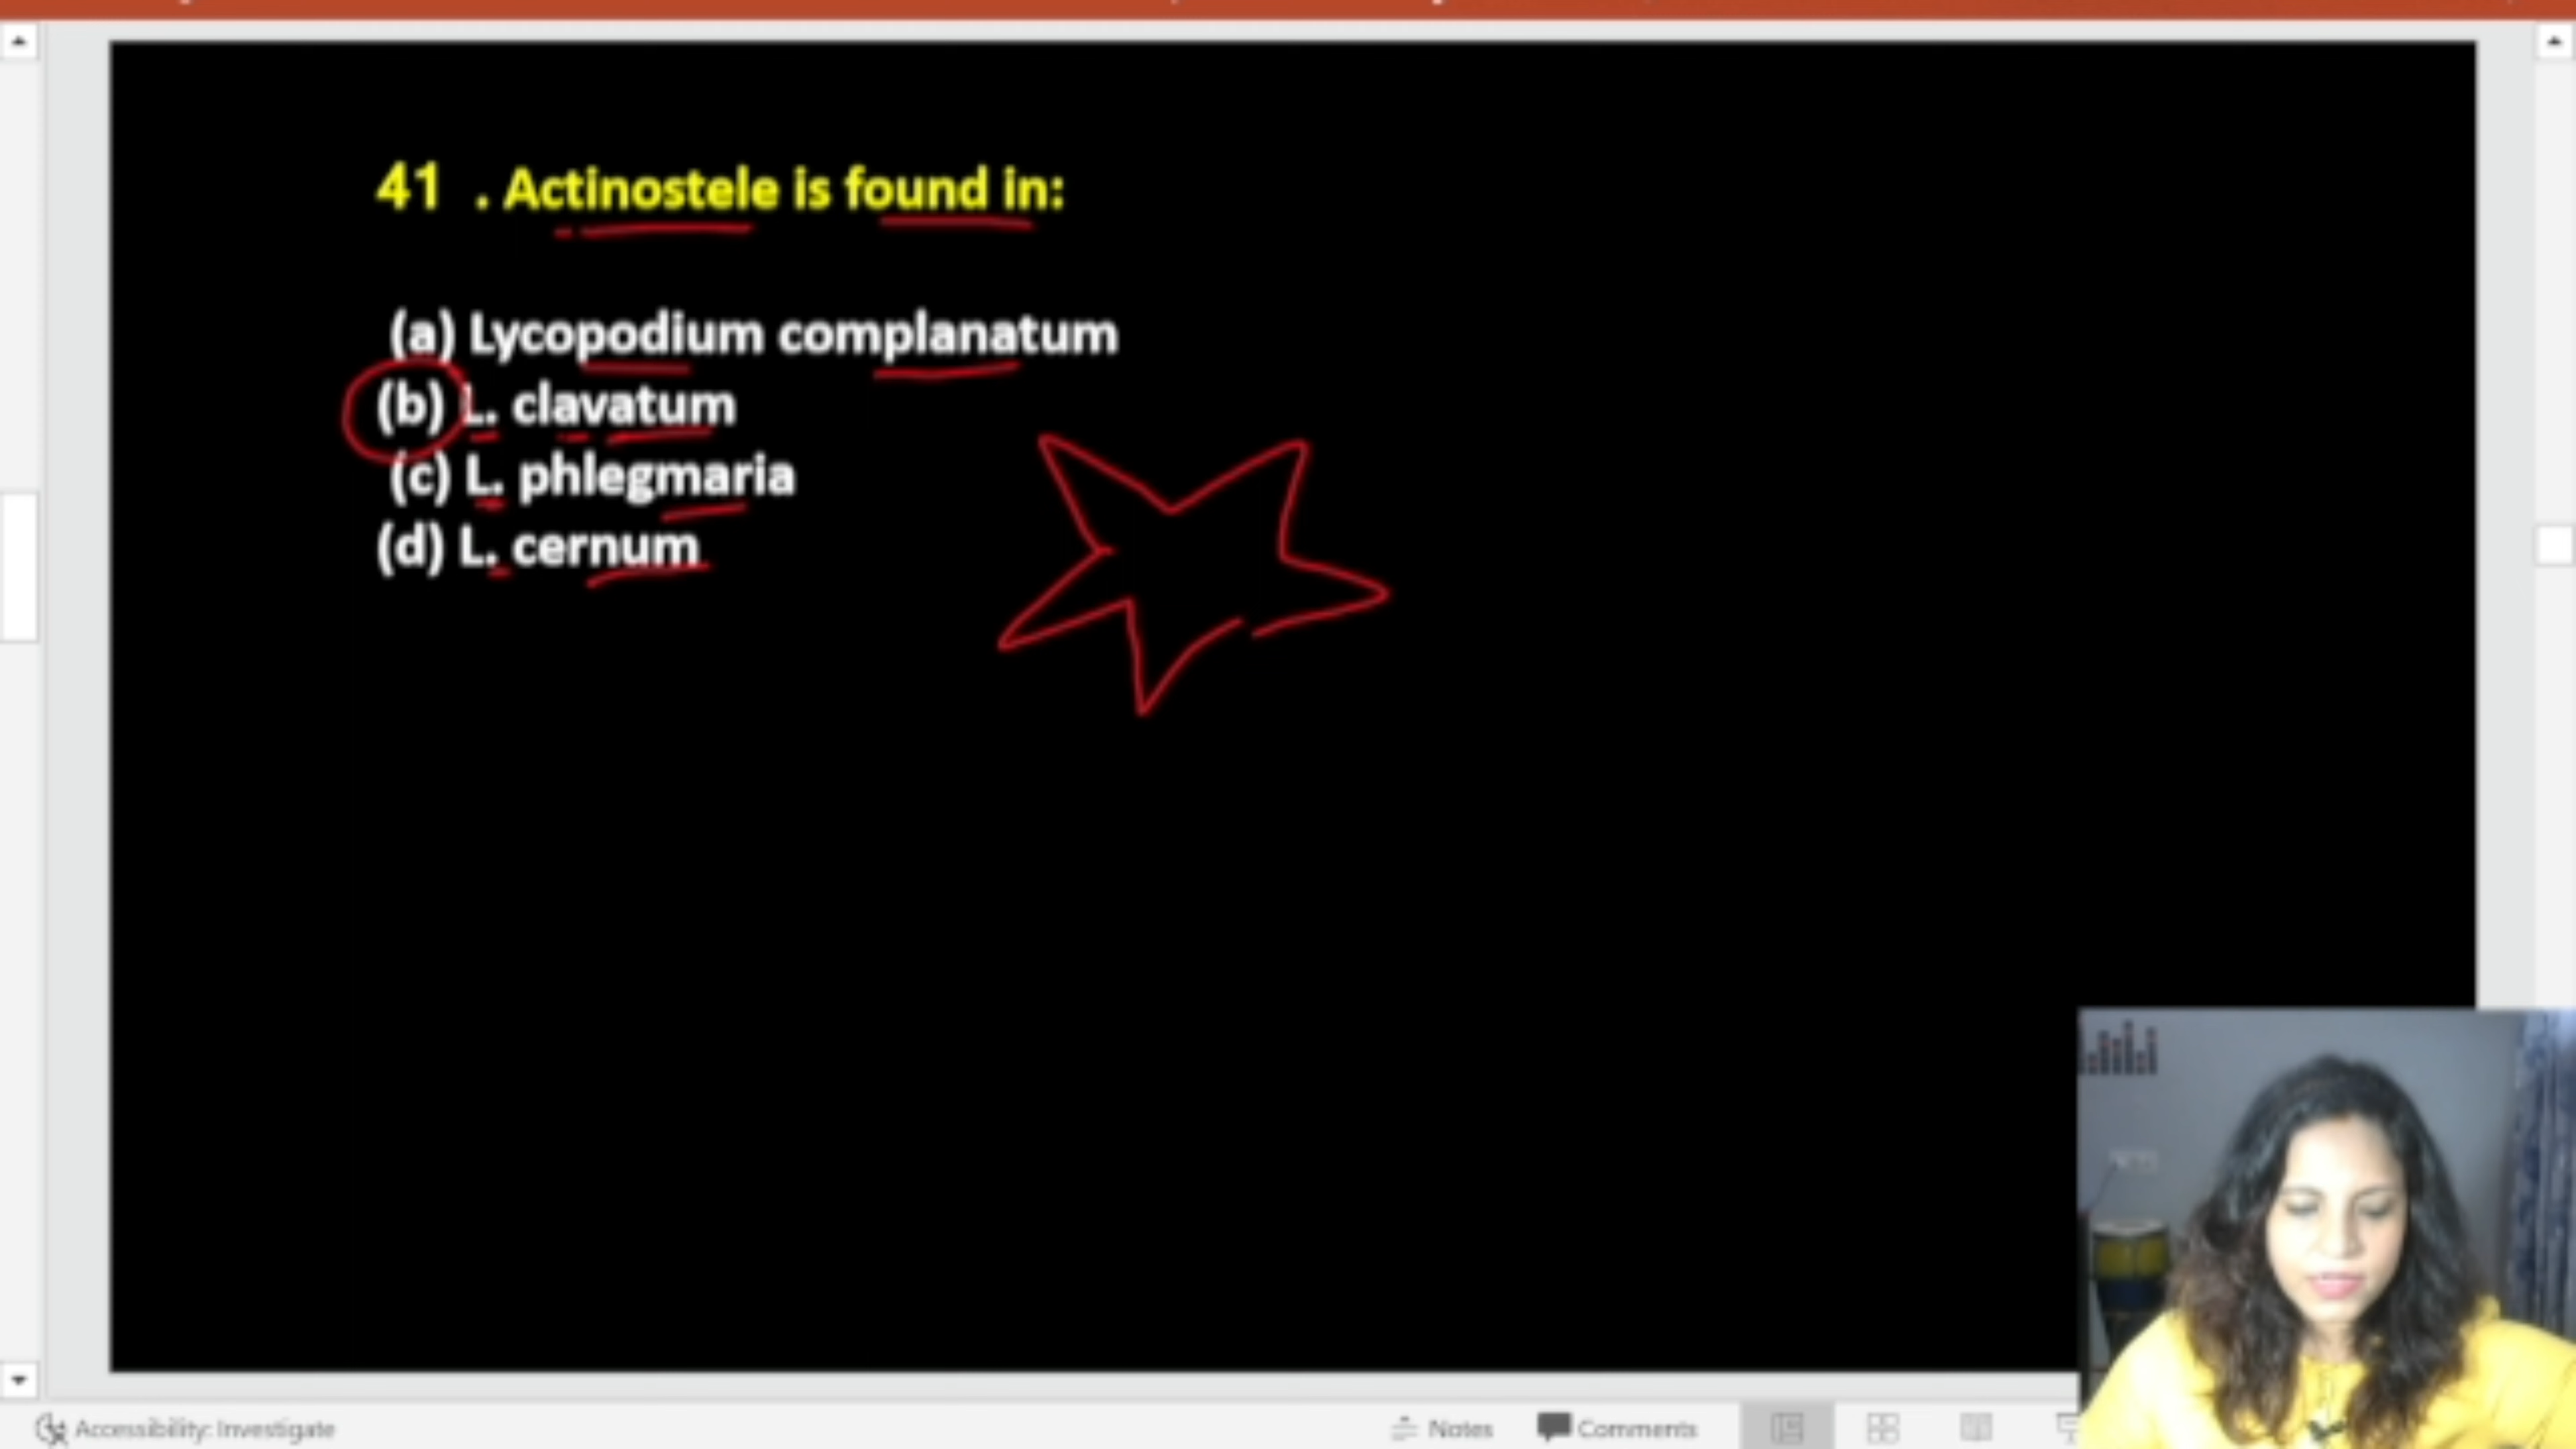 41 . Actinostele is found in:
(a) Lycopodium complanatum
(b) L. clavatum
(c) L. phlegmaria
(d) L. cernum
Accessibility: Investigate
Notes
Comments